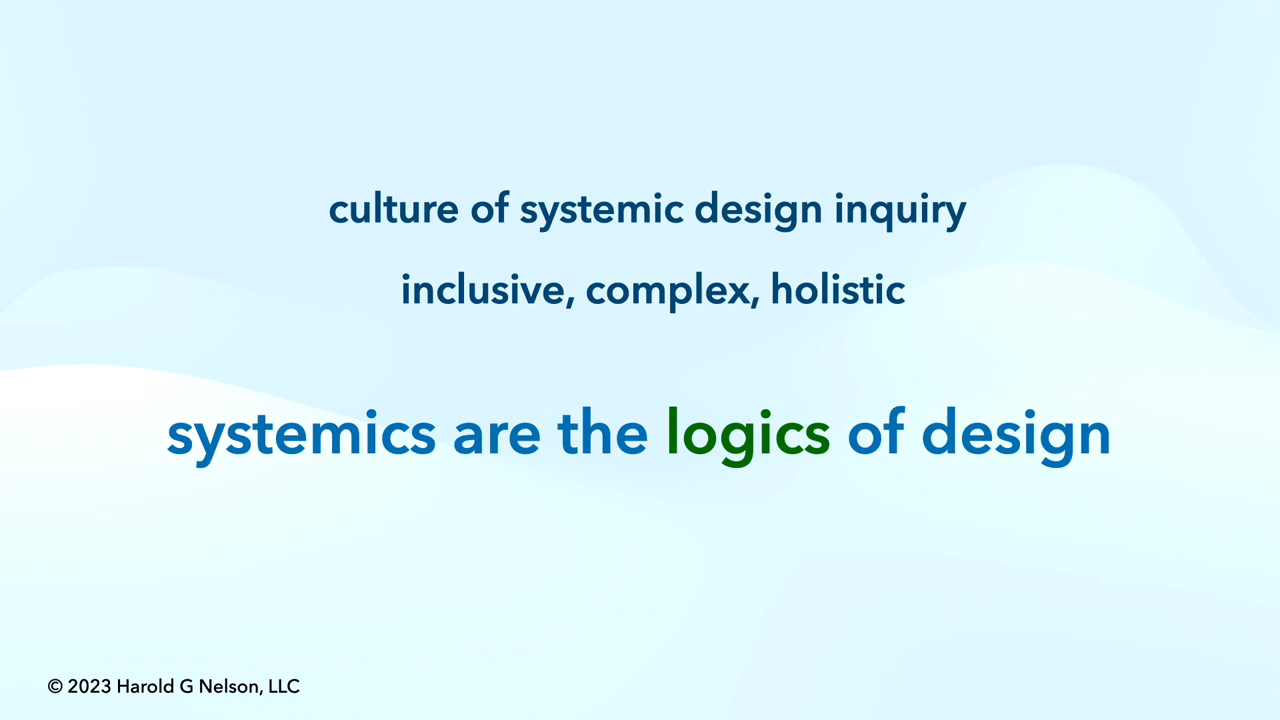 culture of systemic design inquiry
inclusive, complex, holistic
systemics are the logics of design
© 2023 Harold G Nelson, LLC